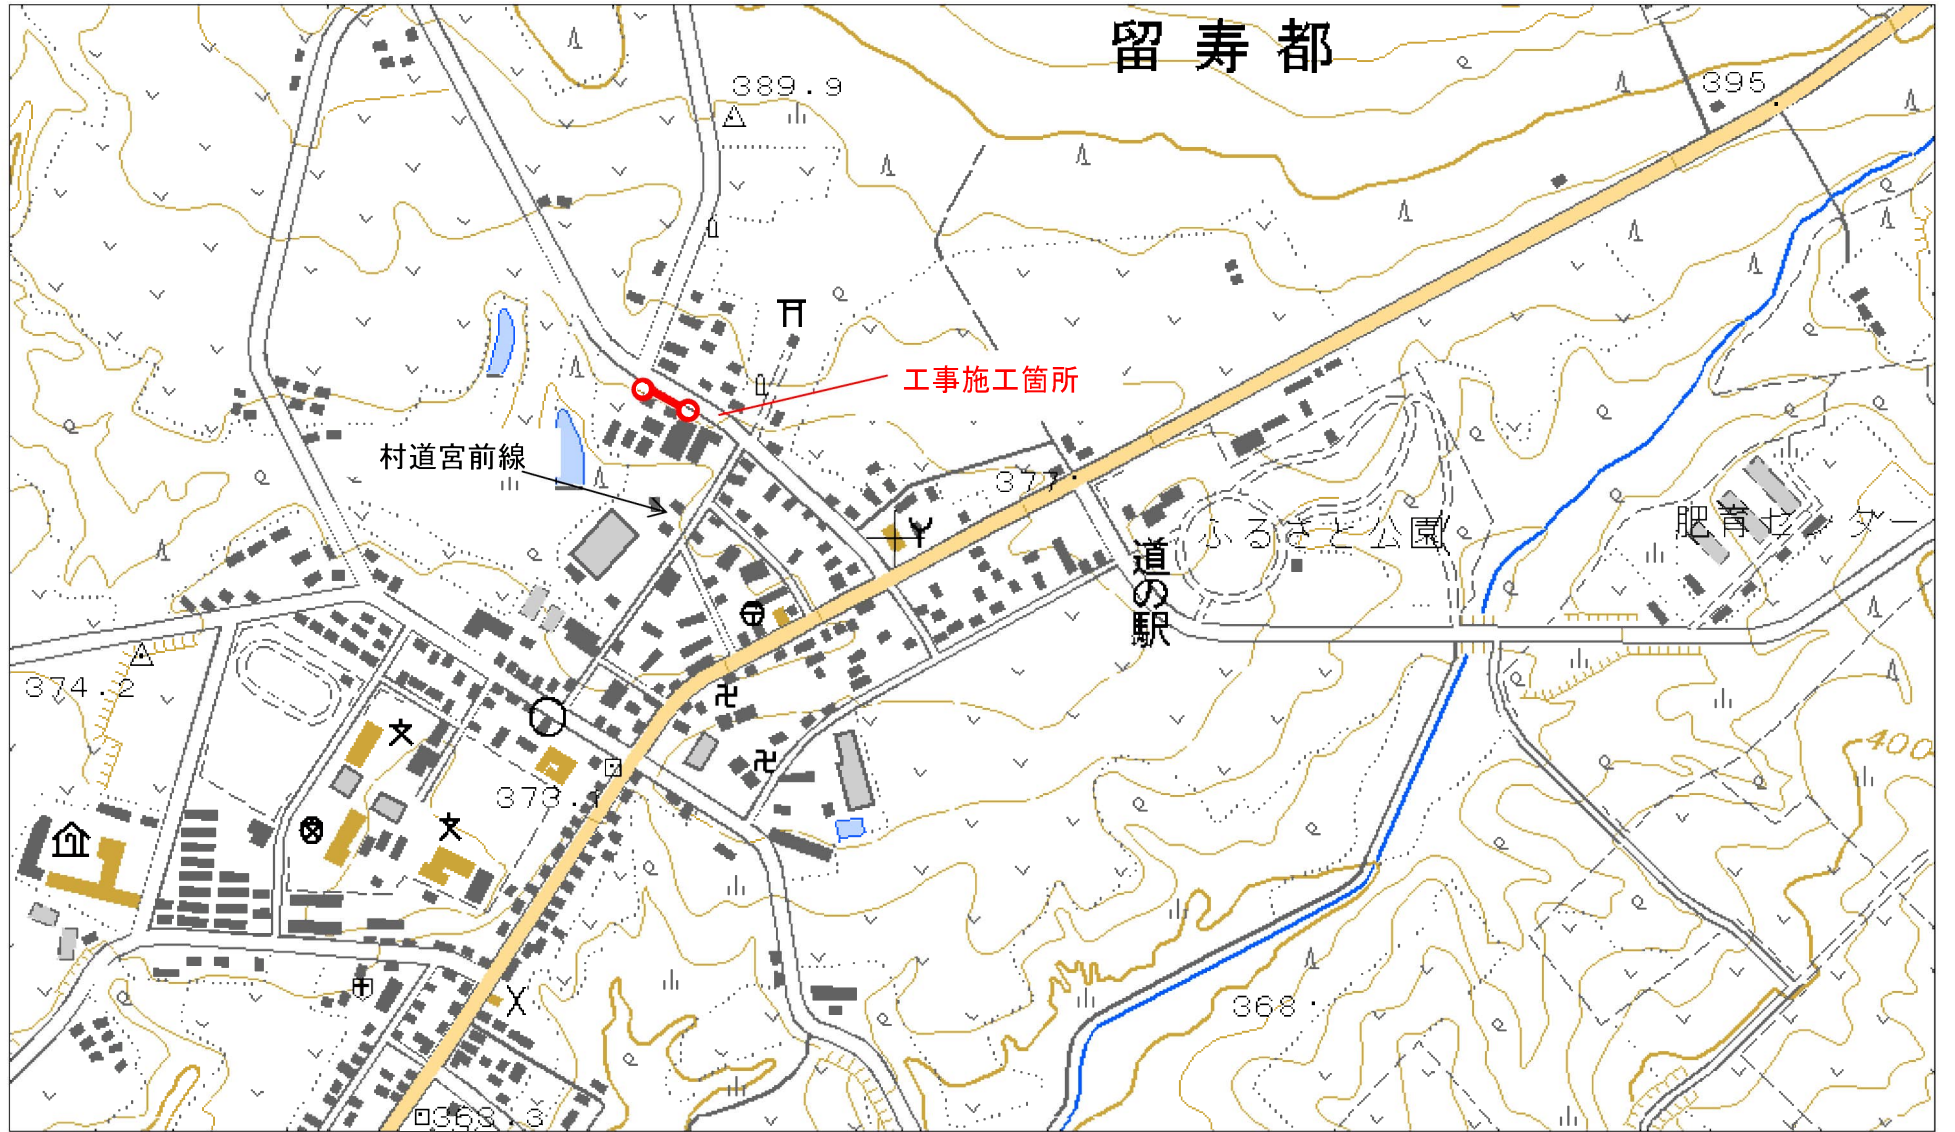 留寿都
389.9
395
工事施工箇所
村道宮前線
377
ふるさと公園
肥育センター
道の駅
374.2
373.1
400
368
363.3